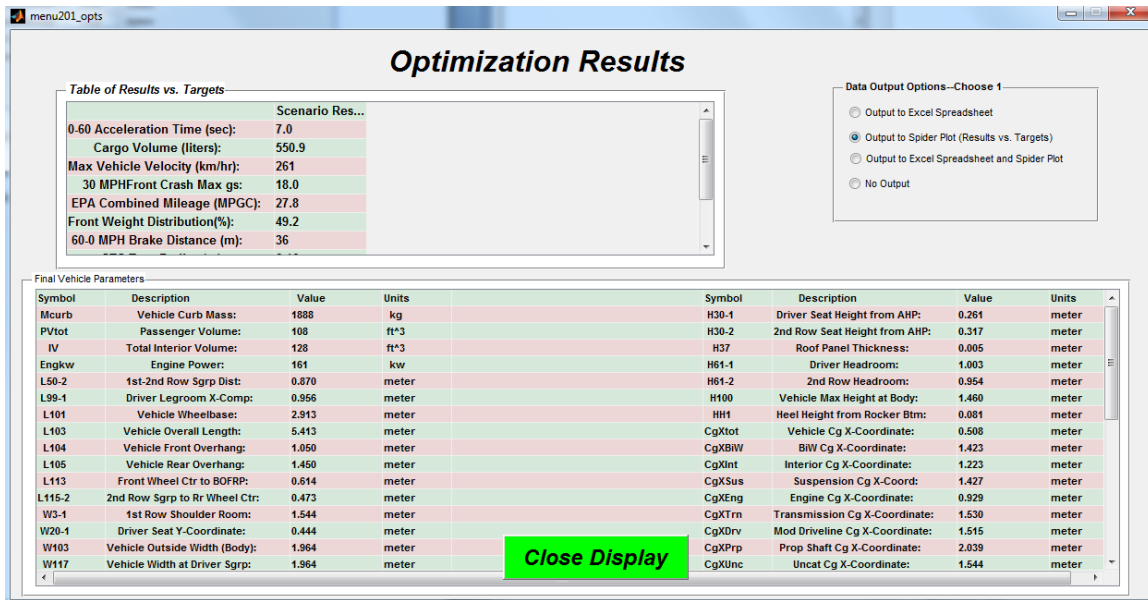 menu201_opts
Optimization Results
Table of Results vs. Targets
Scenario Res...
0-60 Acceleration Time (sec): 7.0
Cargo Volume (liters): 550.9
Max Vehicle Velocity (km/hr): 261
30 MPHFront Crash Max gs: 18.0
EPA Combined Mileage (MPGC): 27.8
Front Weight Distribution(%): 49.2
60-0 MPH Brake Distance (m): 36
Data Output Options--Choose 1
Output to Excel Spreadsheet
Output to Spider Plot (Results vs. Targets)
Output to Excel Spreadsheet and Spider Plot
No Output
Final Vehicle Parameters
Symbol Description Value Units Symbol Description Value Units
Mcurb Vehicle Curb Mass: 1888 kg H30-1 Driver Seat Height from AHP: 0.261 meter
PVtot Passenger Volume: 108 ft^3 H30-2 2nd Row Seat Height from AHP: 0.317 meter
IV Total Interior Volume: 128 ft^3 H37 Roof Panel Thickness: 0.005 meter
Engkw Engine Power: 161 kw H61-1 Driver Headroom: 1.003 meter
L50-2 1st-2nd Row Sgrp Dist: 0.870 meter H61-2 2nd Row Headroom: 0.954 meter
L99-1 Driver Legroom X-Comp: 0.956 meter H100 Vehicle Max Height at Body: 1.460 meter
L101 Vehicle Wheelbase: 2.913 meter HH1 Heel Height from Rocker Btm: 0.081 meter
L103 Vehicle Overall Length: 5.413 meter CgXtot Vehicle Cg X-Coordinate: 0.508 meter
L104 Vehicle Front Overhang: 1.050 meter CgXBiW BiW Cg X-Coordinate: 1.423 meter
L105 Vehicle Rear Overhang: 1.450 meter CgXInt Interior Cg X-Coordinate: 1.223 meter
L113 Front Wheel Ctr to BOFRP: 0.614 meter CgXSus Suspension Cg X-Coord: 1.427 meter
L115-2 2nd Row Sgrp to Rr Wheel Ctr: 0.473 meter CgXEng Engine Cg X-Coordinate: 0.929 meter
W3-1 1st Row Shoulder Room: 1.544 meter CgXTrn Transmission Cg X-Coordinate: 1.530 meter
W20-1 Driver Seat Y-Coordinate: 0.444 meter CgXDrv Mod Driveline Cg X-Coordinate: 1.515 meter
W103 Vehicle Outside Width (Body): 1.964 meter CgXPrp Prop Shaft Cg X-Coordinate: 2.039 meter
W117 Vehicle Width at Driver Sgrp: 1.964 meter CgXUnc Uncat Cg X-Coordinate: 1.544 meter
Close Display